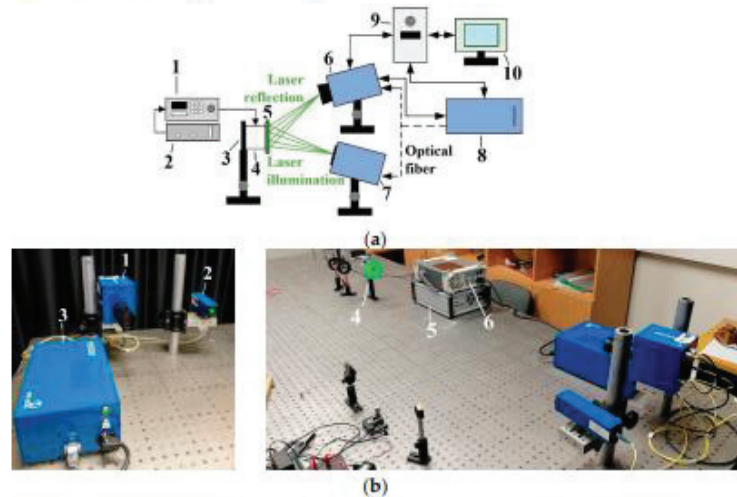 9
1
6
10
Laser
reflection
5
2
3
4
Laser
illumination
Optical
fiber
8
7
(a)
1
2
3
4
5
6
(b)